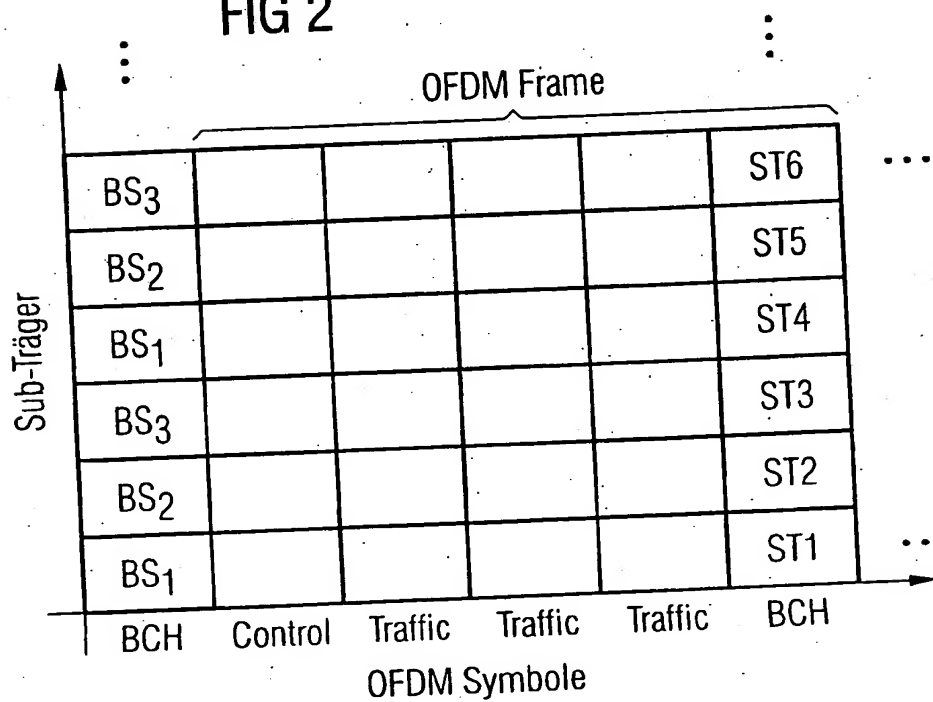 FIG 2
OFDM Frame
BS3 ST6
BS2 ST5
Sub-Träger
BS1 ST4
BS3 ST3
BS2 ST2
BS1 ST1
BCH Control Traffic Traffic Traffic BCH
OFDM Symbole